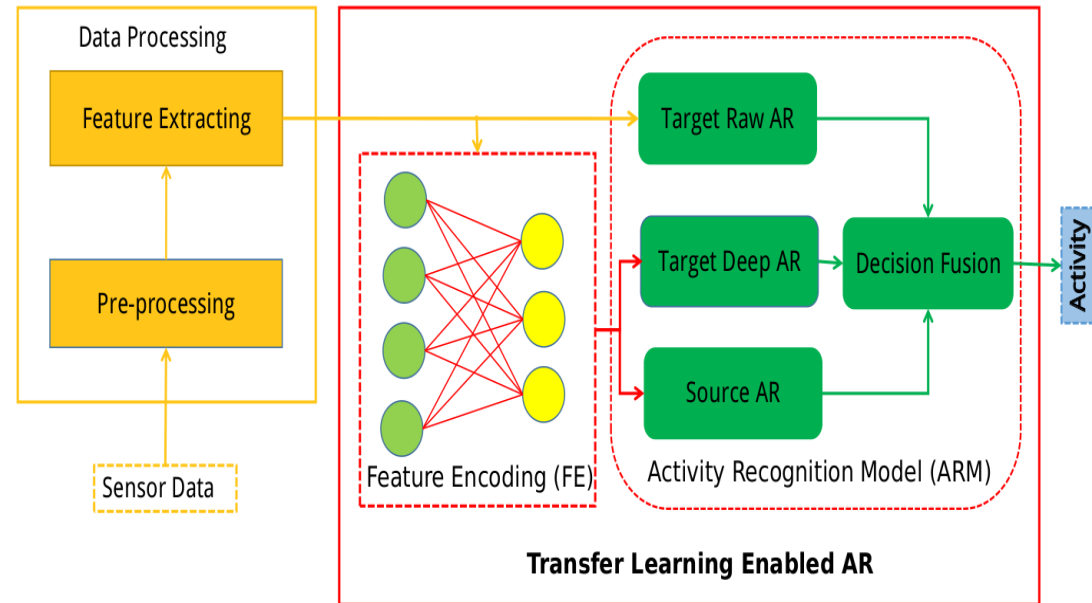 Data Processing
Feature Extracting
Pre-processing
Sensor Data
Feature Encoding (FE)
Target Raw AR
Target Deep AR
Source AR
Decision Fusion
Activity Recognition Model (ARM)
Transfer Learning Enabled AR
Activity